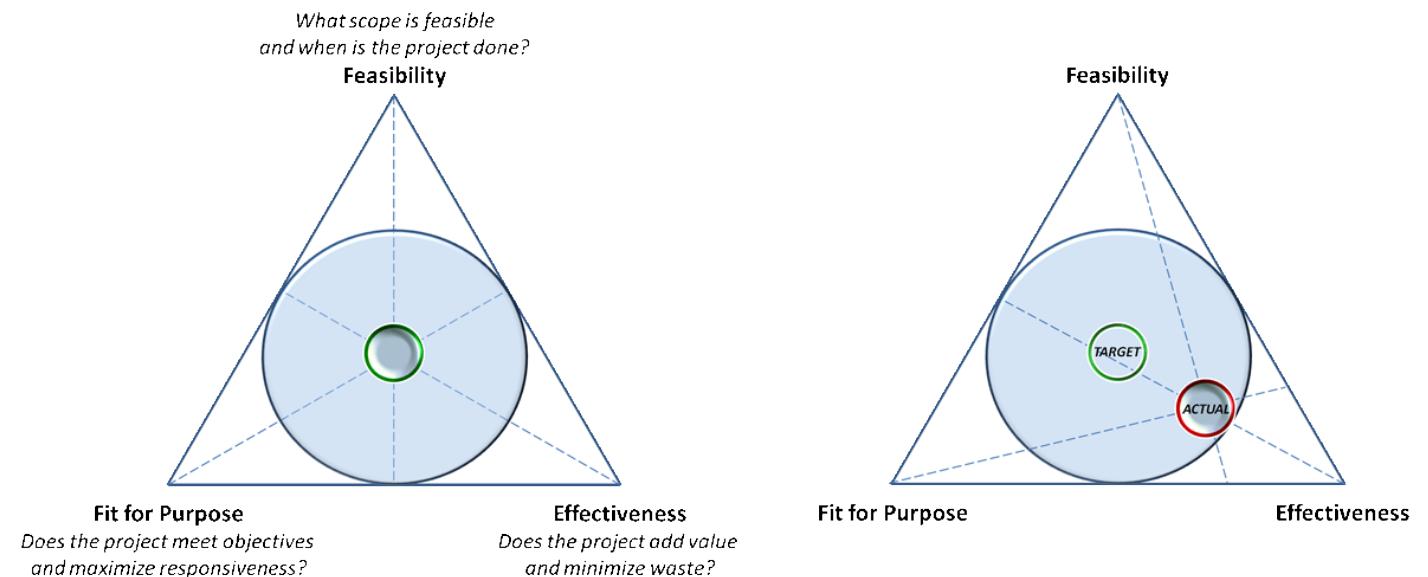 What scope is feasible
and when is the project done?
Feasibility
Fit for Purpose
Does the project meet objectives
and maximize responsiveness?
Effectiveness
Does the project add value
and minimize waste?
Feasibility
TARGET
ACTUAL
Fit for Purpose
Effectiveness